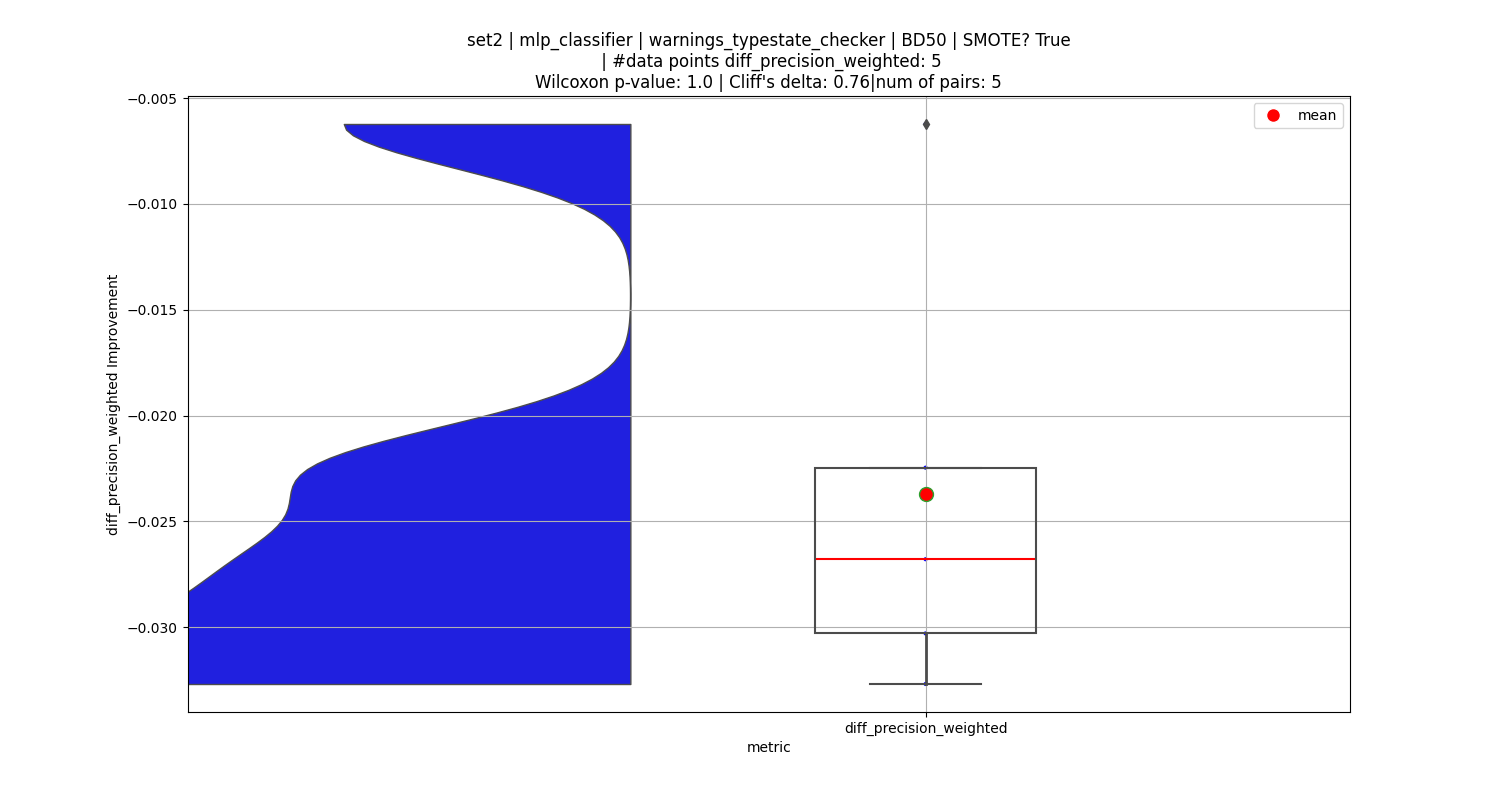 set2 | mlp_classifier | warnings_typestate_checker | BD50 | SMOTE? True
| #data points diff_precision_weighted: 5
Wilcoxon p-value: 1.0 | Cliff's delta: 0.76|num of pairs: 5
mean
−0.005
−0.010
−0.015
−0.020
−0.025
−0.030
diff_precision_weighted Improvement
diff_precision_weighted
metric